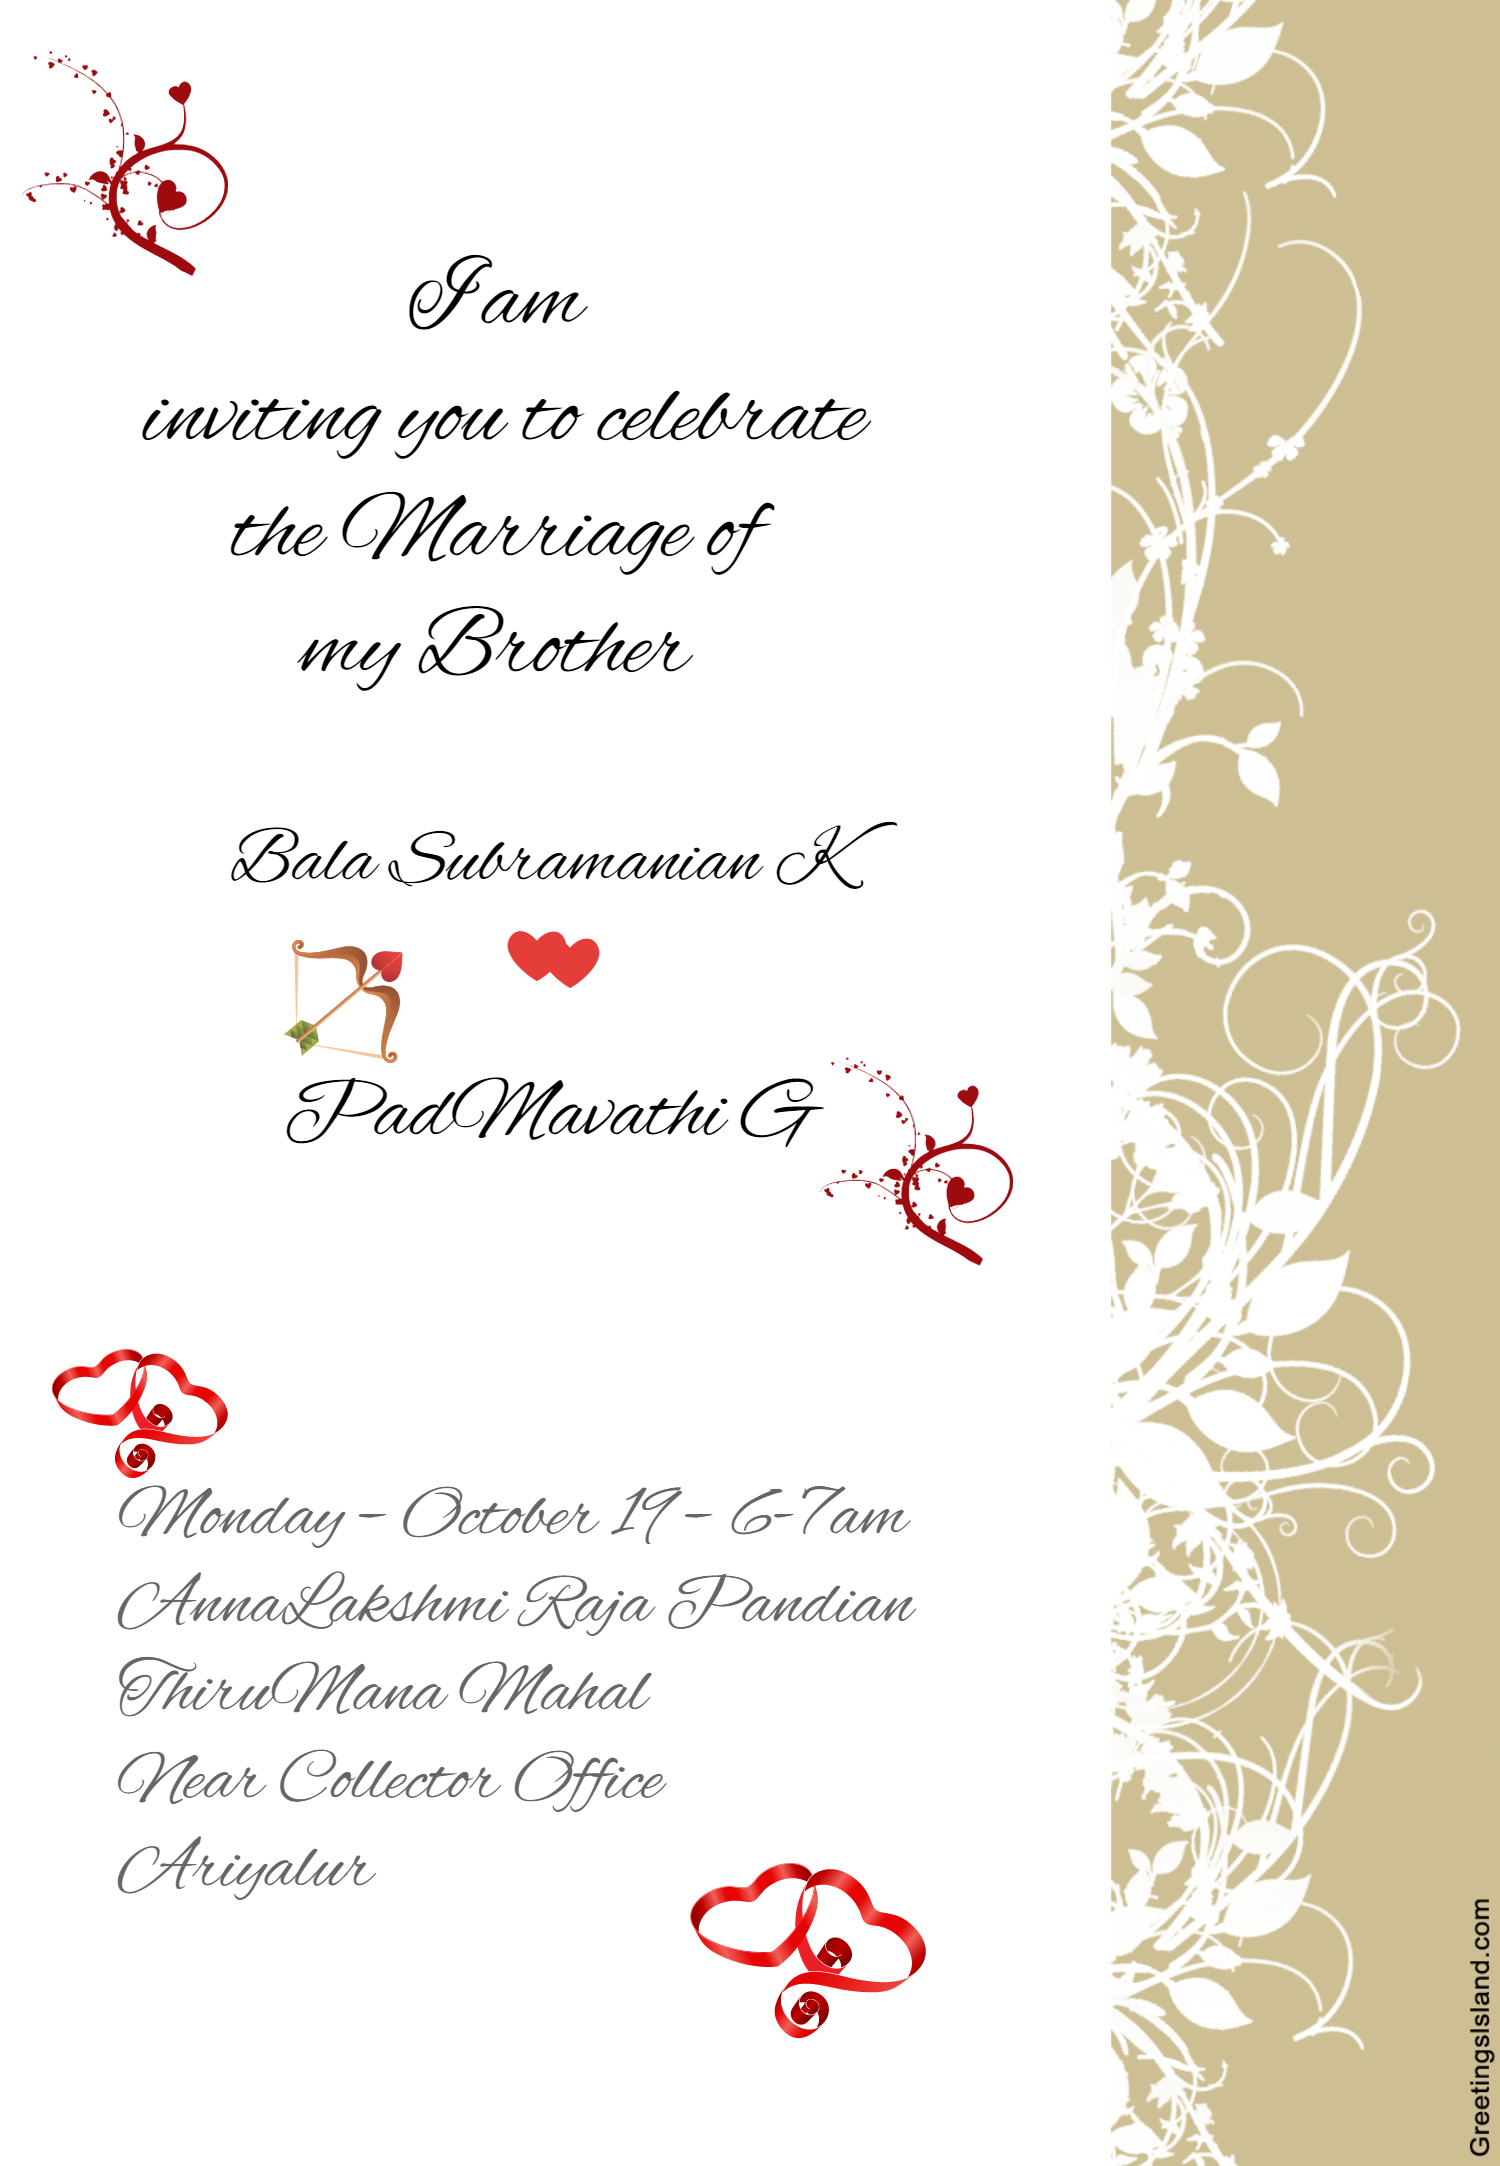 I am
inviting you to celebrate
the Marriage of
my Brother
Bala Subramanian K
PadMavathi G
Monday - October 19 - 6-7am
AnnaLakshmi Raja Pandian
ThiruMana Mahal
Near Collector Office
Ariyalur
GreetingsIsland.com